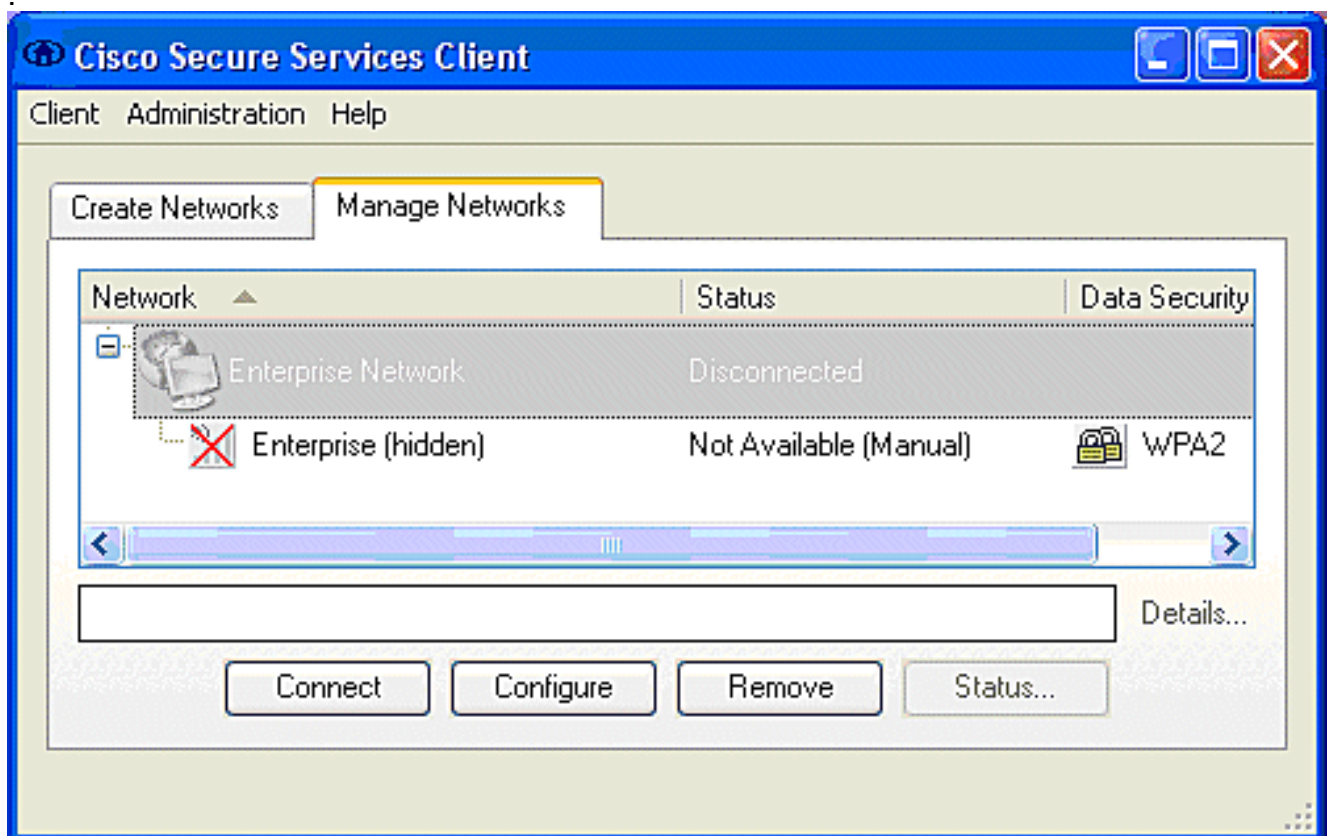 Cisco Secure Services Client
Client Administration Help
Create Networks Manage Networks
Network Status Data Security
Enterprise Network Disconnected
Enterprise (hidden) Not Available (Manual) WPA2
Details...
Connect Configure Remove Status...